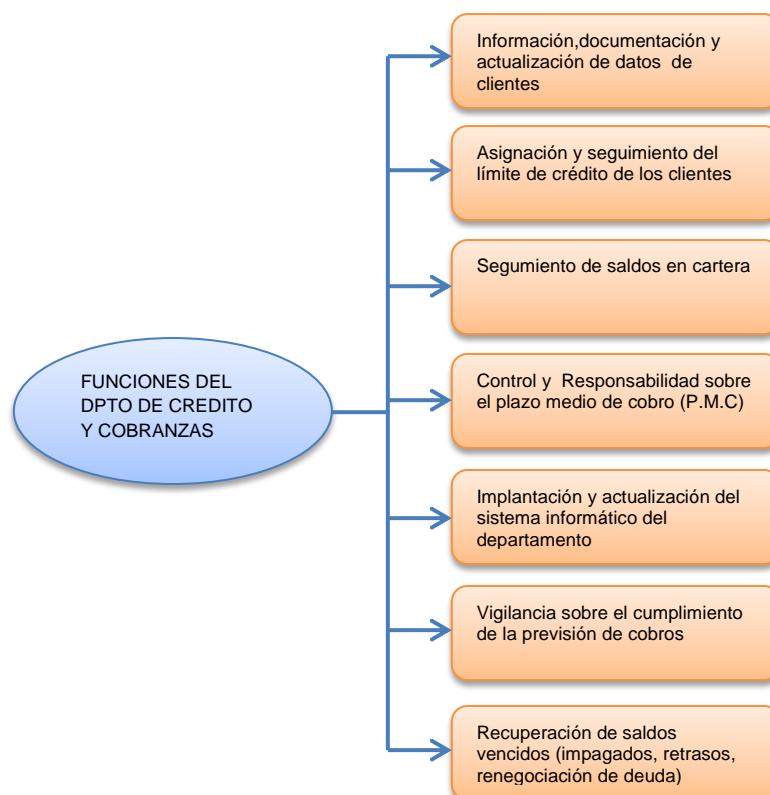 Información,documentación y
actualización de datos de
clientes
Asignación y seguimiento del
límite de crédito de los clientes
Segumiento de saldos en cartera
FUNCIONES DEL
DPTO DE CREDITO
Y COBRANZAS
Control y Responsabilidad sobre
el plazo medio de cobro (P.M.C)
Implantación y actualización del
sistema informático del
departamento
Vigilancia sobre el cumplimiento
de la previsión de cobros
Recuperación de saldos
vencidos (impagados, retrasos,
renegociación de deuda)